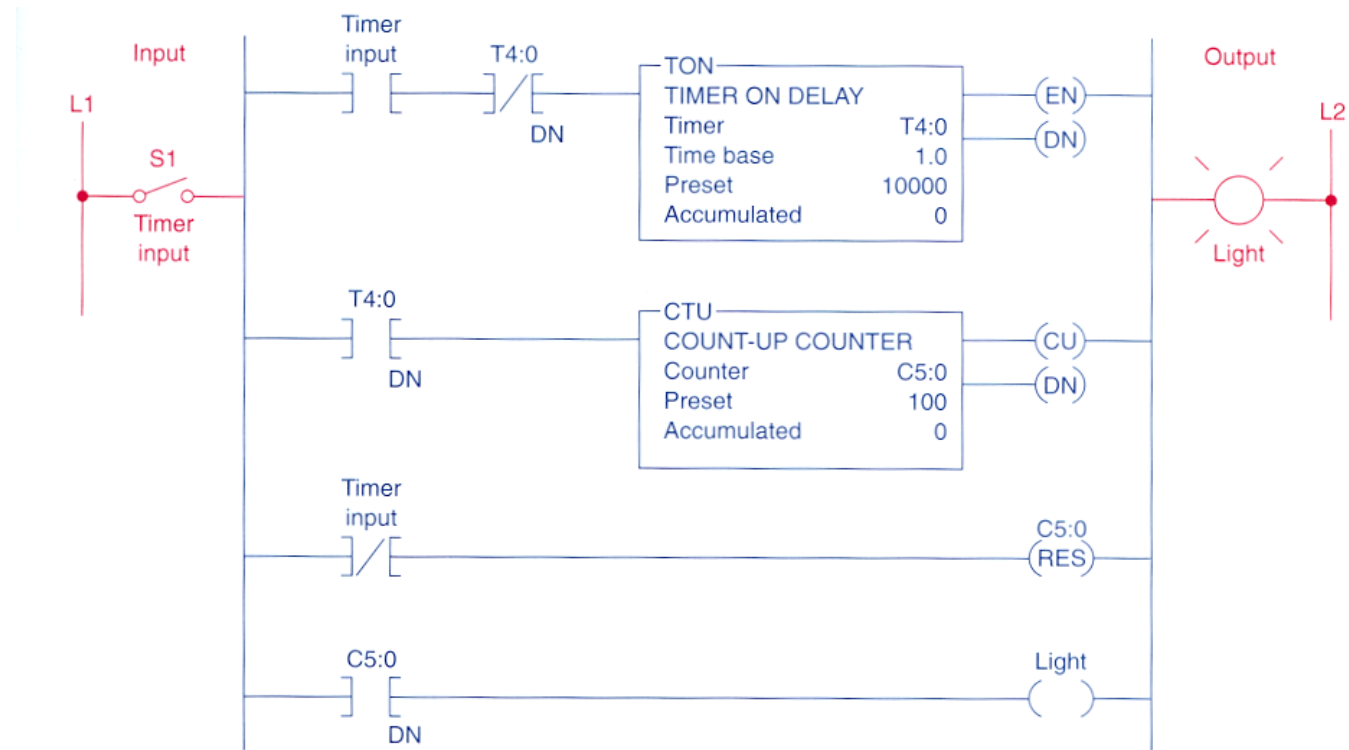 Input
L1
S1
Timer
input
Timer
input
T4:0
DN
TON
TIMER ON DELAY
Timer T4:0
Time base 1.0
Preset 10000
Accumulated 0
EN
DN
Output
L2
Light
T4:0
DN
CTU
COUNT-UP COUNTER
Counter C5:0
Preset 100
Accumulated 0
CU
DN
Timer
input
C5:0
RES
C5:0
DN
Light